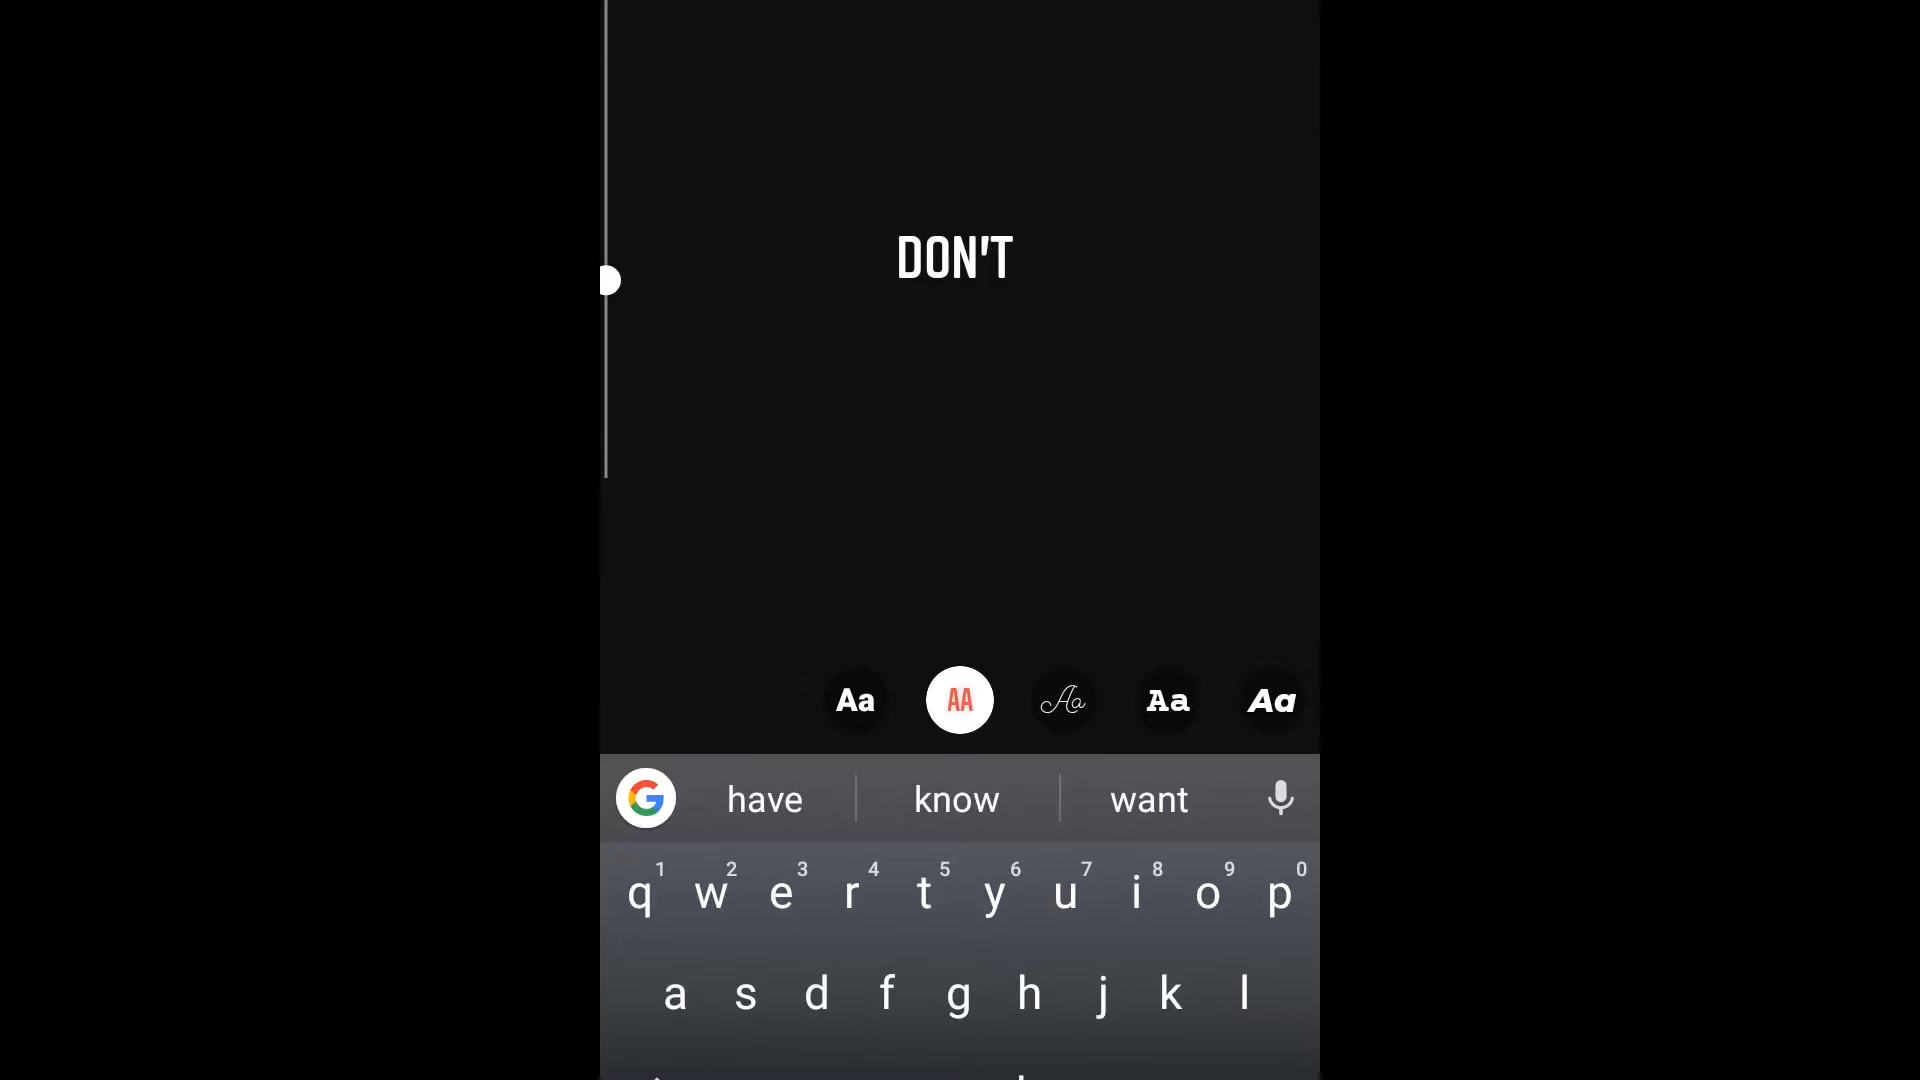 DON'T
Aa AA Aa Aa Aa
G have know want
1 2 3 4 5 6 7 8 9 0
q w e r t y u i o p
a s d f g h j k l